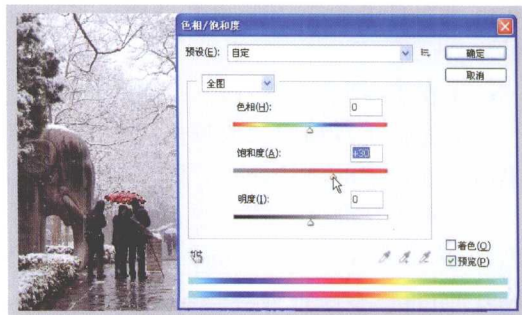 色相/饱和度
预设(E): 自定
确定
取消
全图
色相(H): 0
饱和度(A): +30
明度(I): 0
着色(O)
预览(P)